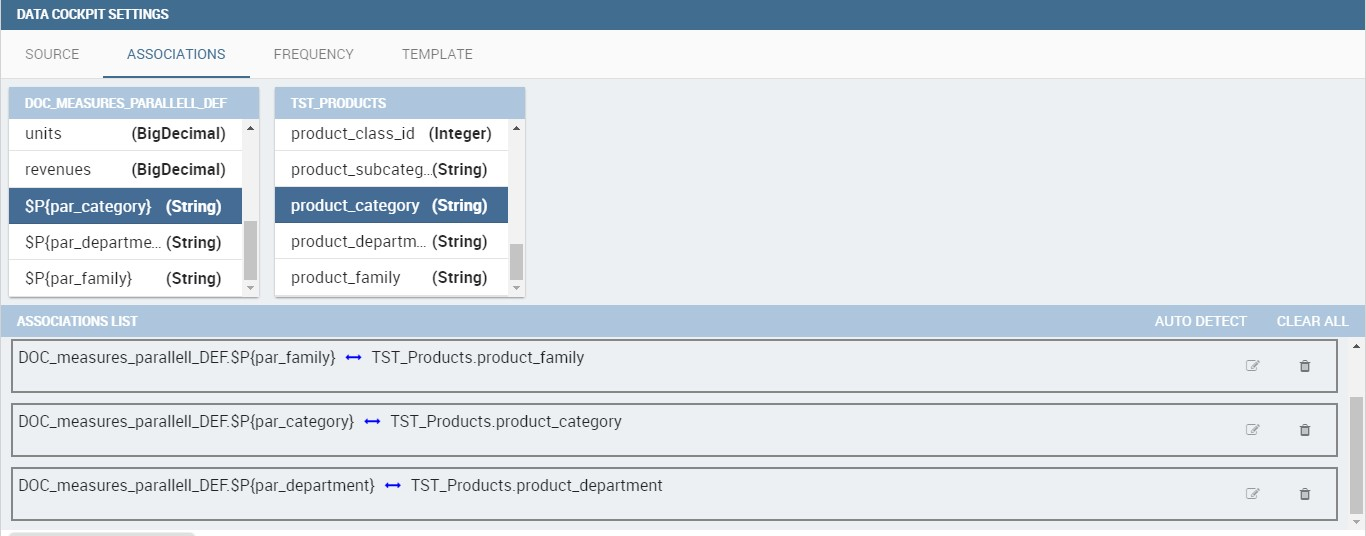 DATA COCKPIT SETTINGS
SOURCE ASSOCIATIONS FREQUENCY TEMPLATE
DOC_MEASURES_PARALLELL_DEF
units (BigDecimal)
revenues (BigDecimal)
$P{par_category} (String)
$P{par_departme... (String)
$P{par_family} (String)
TST_PRODUCTS
product_class_id (Integer)
product_subcateg...(String)
product_category (String)
product_departm... (String)
product_family (String)
ASSOCIATIONS LIST AUTO DETECT CLEAR ALL
DOC_measures_parallell_DEF.$P{par_family} ↔ TST_Products.product_family
DOC_measures_parallell_DEF.$P{par_category} ↔ TST_Products.product_category
DOC_measures_parallell_DEF.$P{par_department} ↔ TST_Products.product_department